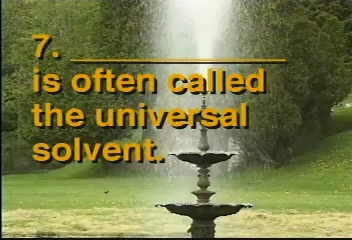 7. ____________
is often called
the universal
solvent.